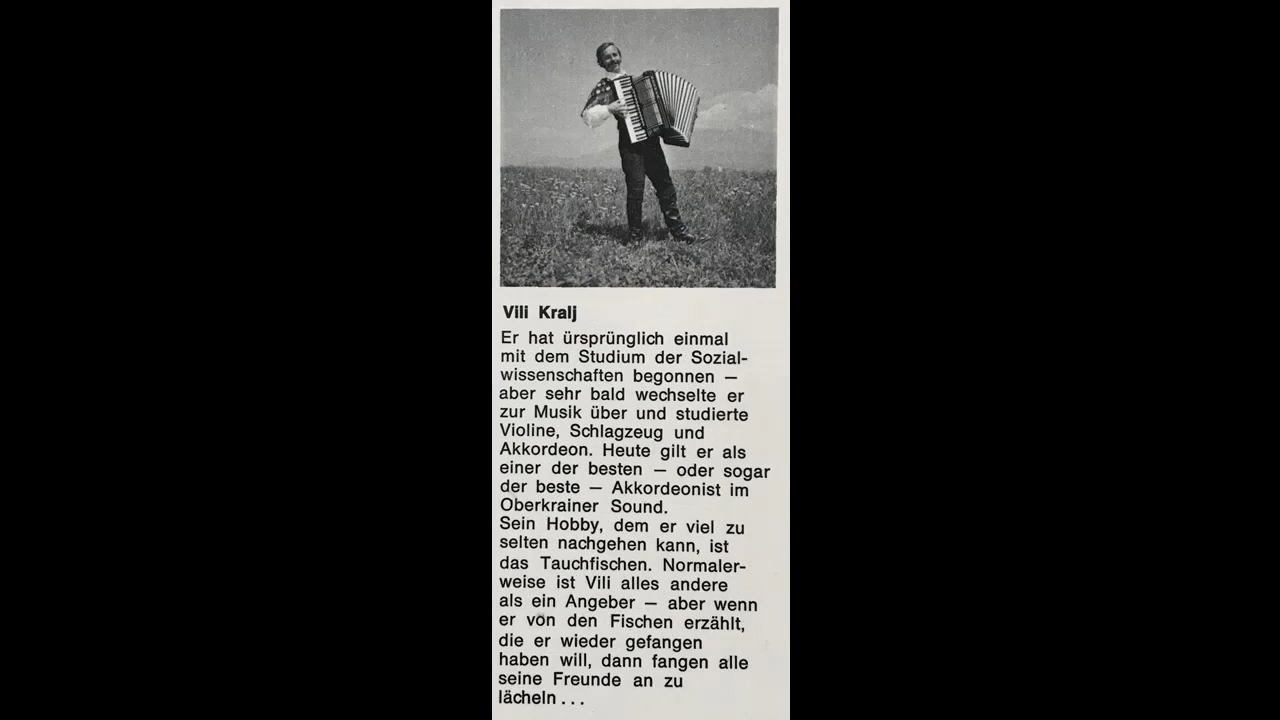 Vili Kralj
Er hat ürsprünglich einmal
mit dem Studium der Sozial-
wissenschaften begonnen —
aber sehr bald wechselte er
zur Musik über und studierte
Violine, Schlagzeug und
Akkordeon. Heute gilt er als
einer der besten — oder sogar
der beste — Akkordeonist im
Oberkrainer Sound.
Sein Hobby, dem er viel zu
selten nachgehen kann, ist
das Tauchfischen. Normaler-
weise ist Vili alles andere
als ein Angeber — aber wenn
er von den Fischen erzählt,
die er wieder gefangen
haben will, dann fangen alle
seine Freunde an zu
lächeln...